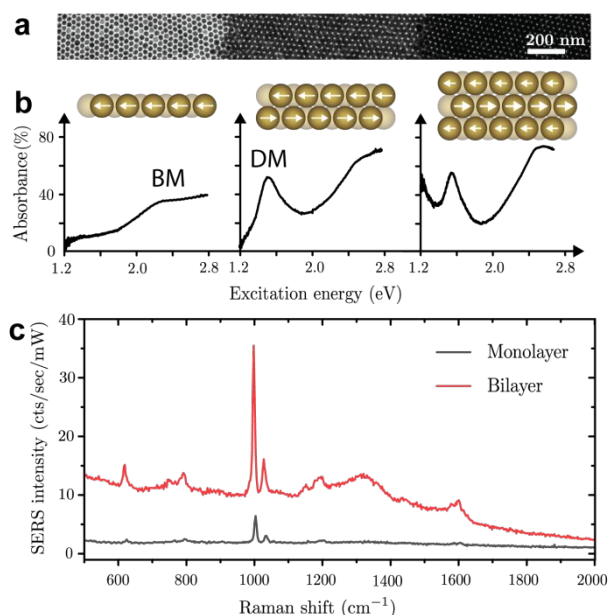 a
200 nm
b
BM
DM
Absorbance(%)
80
40
0
1.2 2.0 2.8
1.2 2.0 2.8
1.2 2.0 2.8
Excitation energy (eV)
c
SERS intensity (cts/sec/mW)
40
30
20
10
0
Monolayer
Bilayer
600 800 1000 1200 1400 1600 1800 2000
Raman shift (cm⁻¹)